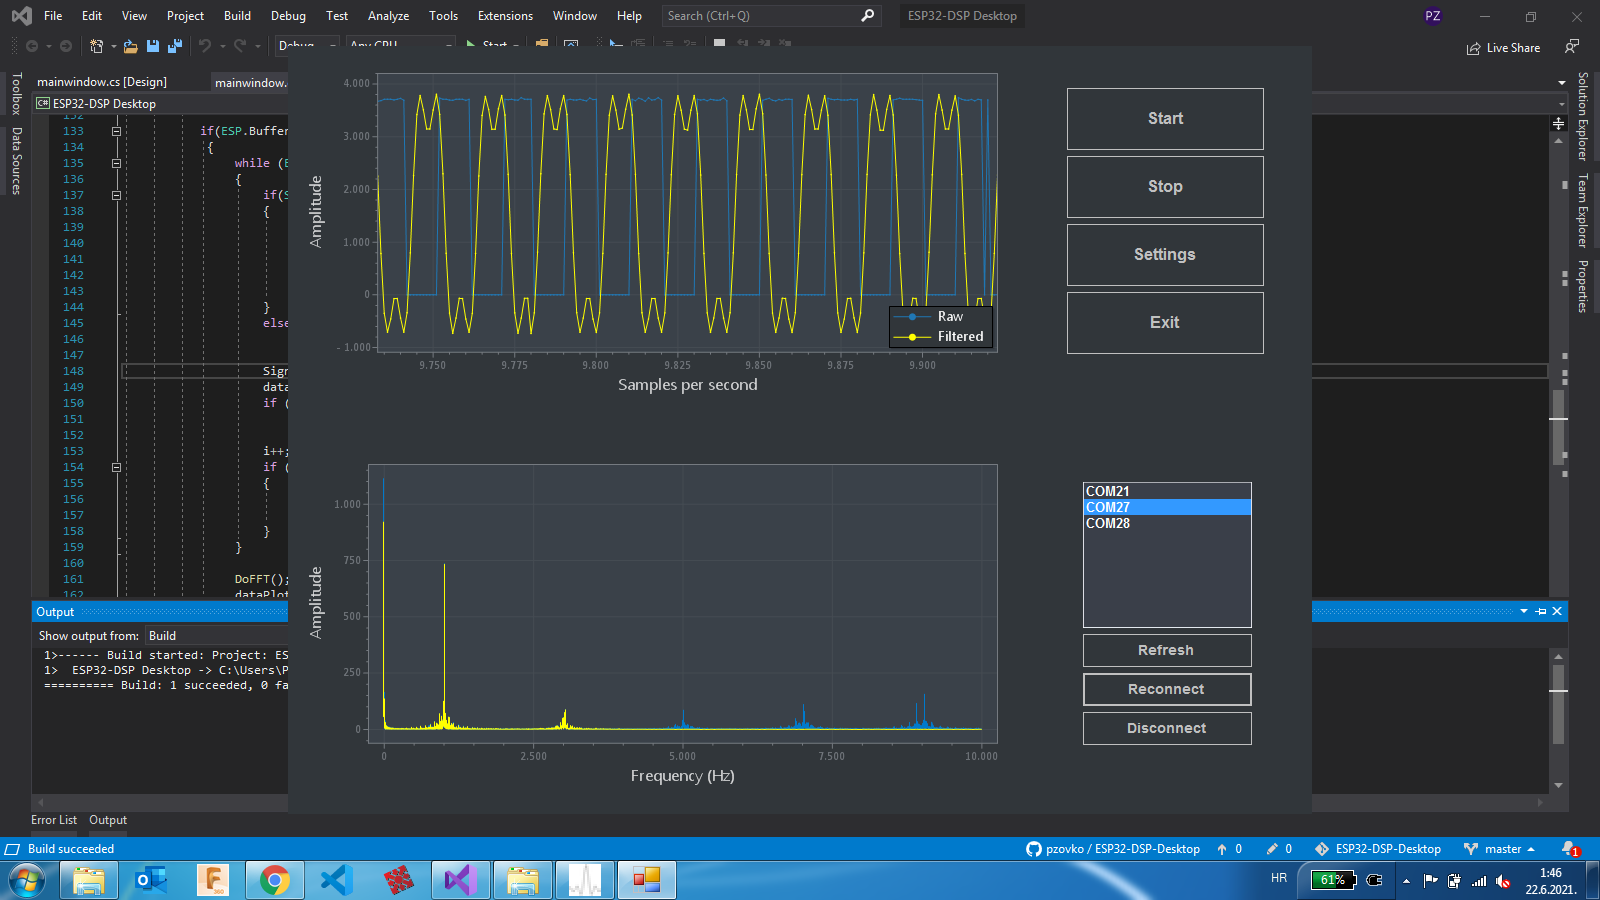 File Edit View Project Build Debug Test Analyze Tools Extensions Window Help Search (Ctrl+Q) ESP32-DSP Desktop PZ
Debug Any CPU Start Live Share
mainwindow.cs [Design] mainwindow.
C# ESP32-DSP Desktop
Toolbox
Data Sources
Solution Explorer
Team Explorer
Properties
132
133 if(ESP.Buffer
134 {
135 while (E
136 {
137 if(S
138 {
139
140
141
142
143
144 }
145 else
146
147
148 Sign
149 data
150 if (
151
152
153 i++;
154 if (
155 {
156
157
158 }
159 }
160
161 DoFFT();
162 dataPlot
4.000
3.000
2.000
1.000
0
-1.000
Amplitude
9.750 9.775 9.800 9.825 9.850 9.875 9.900
Samples per second
Raw
Filtered
Start
Stop
Settings
Exit
1.000
750
500
250
0
Amplitude
0 2.500 5.000 7.500 10.000
Frequency (Hz)
COM21
COM27
COM28
Refresh
Reconnect
Disconnect
Output
Show output from: Build
1>------ Build started: Project: ES
1> ESP32-DSP Desktop -> C:\Users\P
========== Build: 1 succeeded, 0 fa
Error List Output
Build succeeded pzovko / ESP32-DSP-Desktop 0 0 ESP32-DSP-Desktop master 1
HR 61% 1:46
22.6.2021.